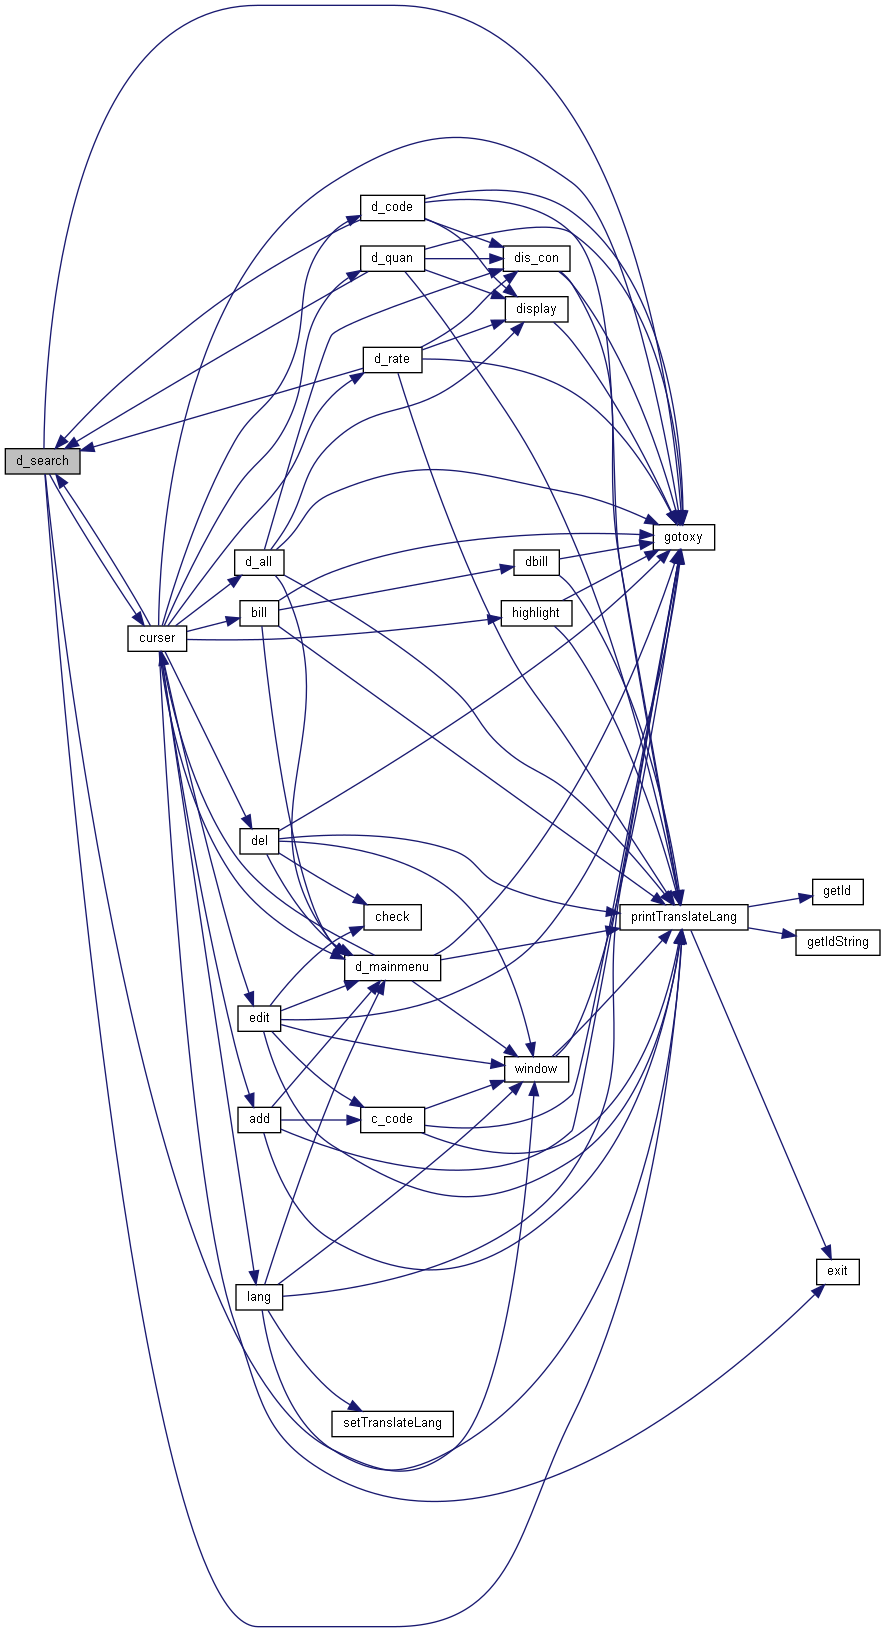 d_code
d_quan
dis_con
display
d_rate
d_search
gotoxy
d_all
dbill
bill
highlight
curser
del
getId
check
printTranslateLang
getIdString
d_mainmenu
edit
window
add
c_code
exit
lang
setTranslateLang